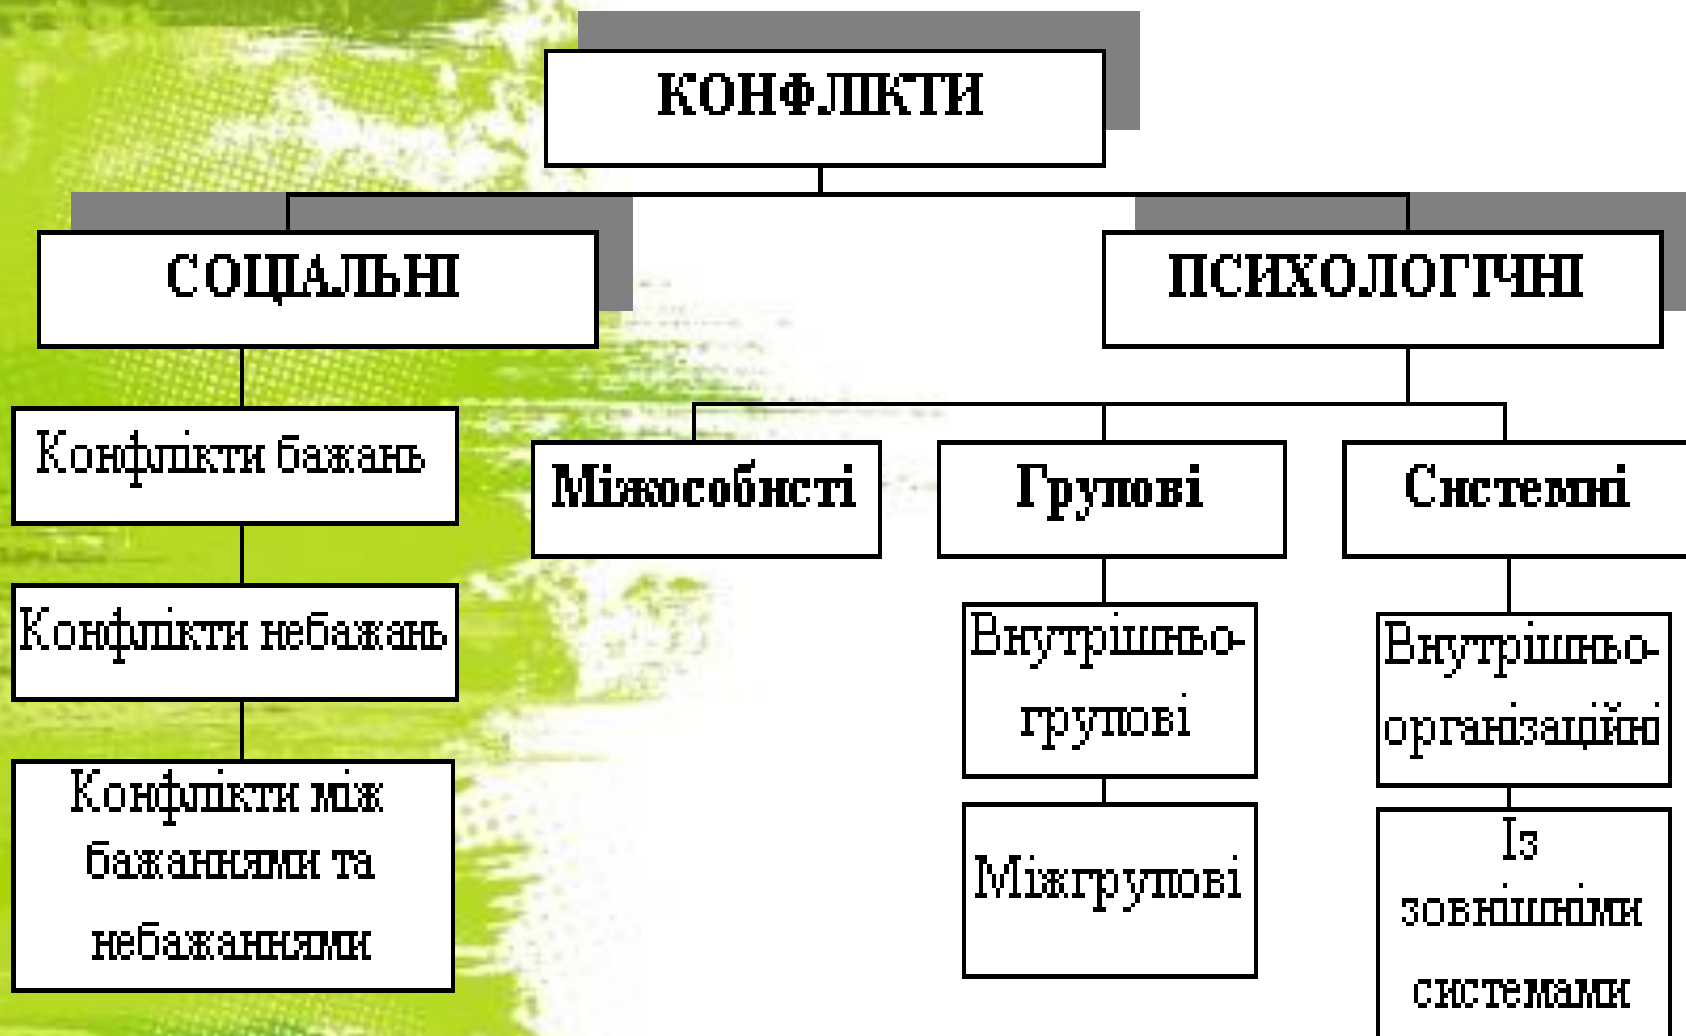 КОНФЛІКТИ
СОЦІАЛЬНІ
ПСИХОЛОГІЧНІ
Конфлікти бажань
Конфлікти небажань
Конфлікти між
бажаннями та
небажаннями
Міжособисті
Групові
Системні
Внутрішньо-
групові
Міжгрупові
Внутрішньо-
організаційні
Із
зовнішніми
системами